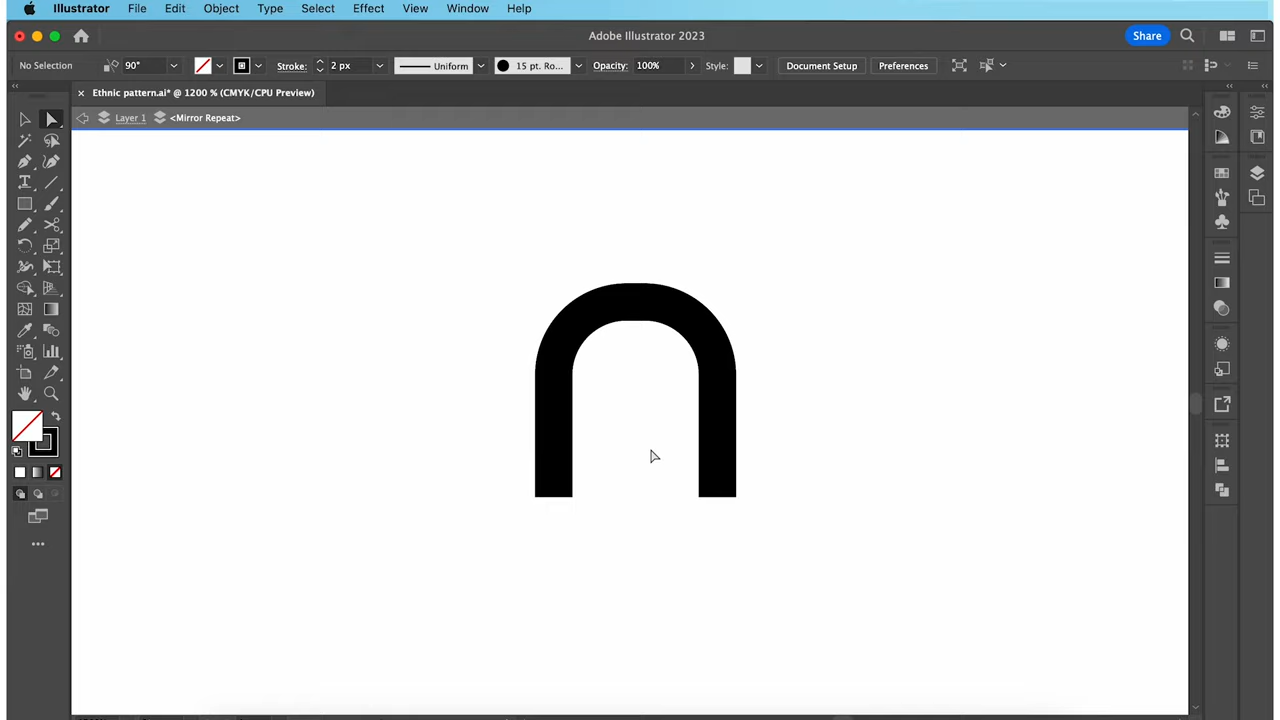 Illustrator File Edit Object Type Select Effect View Window Help
Adobe Illustrator 2023
Share
No Selection 90° Stroke: 2 px Uniform 15 pt. Ro... Opacity: 100% Style: Document Setup Preferences
Ethnic pattern.ai* @ 1200 % (CMYK/CPU Preview)
Layer 1 <Mirror Repeat>